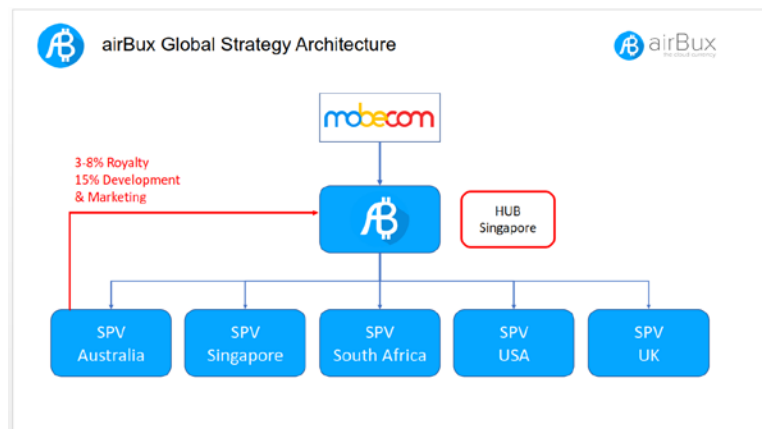 airBux Global Strategy Architecture
airBux
the cloud currency
mobecom
3-8% Royalty
15% Development
& Marketing
HUB
Singapore
SPV
Australia
SPV
Singapore
SPV
South Africa
SPV
USA
SPV
UK